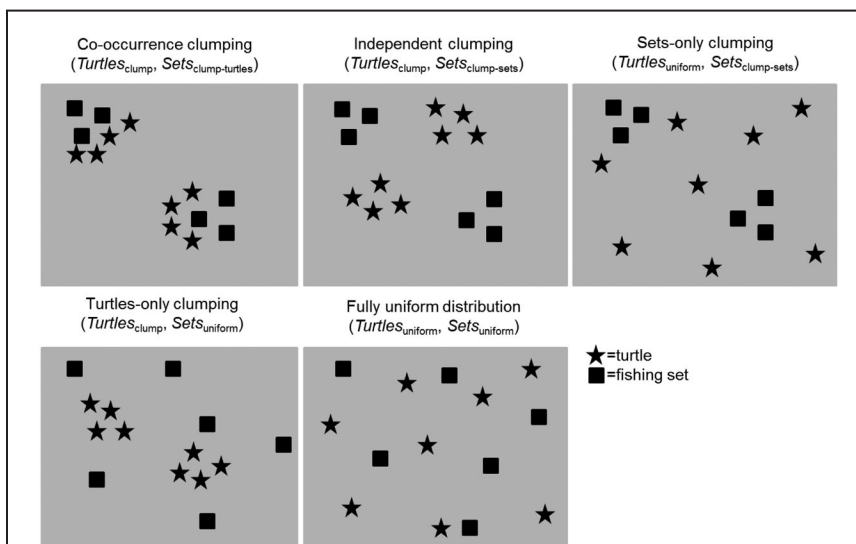 Co-occurrence clumping
(Turtlesclump, Setsclump-turtles)
Independent clumping
(Turtlesclump, Setsclump-sets)
Sets-only clumping
(Turtlesuniform, Setsclump-sets)
Turtles-only clumping
(Turtlesclump, Setsuniform)
Fully uniform distribution
(Turtlesuniform, Setsuniform)
=turtle
=fishing set